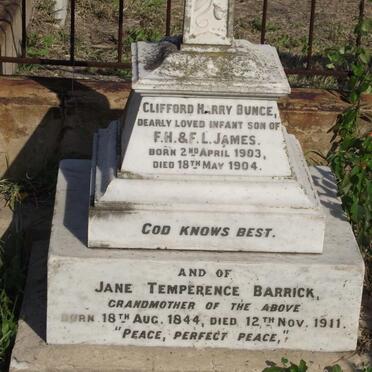 CLIFFORD HARRY BUNCE,
DEARLY LOVED INFANT SON OF
F.H. & F.L. JAMES.
BORN 2ND APRIL 1903,
DIED 18TH MAY 1904.
GOD KNOWS BEST.
AND OF
JANE TEMPERENCE BARRICK,
GRANDMOTHER OF THE ABOVE
BORN 18TH AUG. 1844, DIED 12TH NOV. 1911.
"PEACE, PERFECT PEACE,"